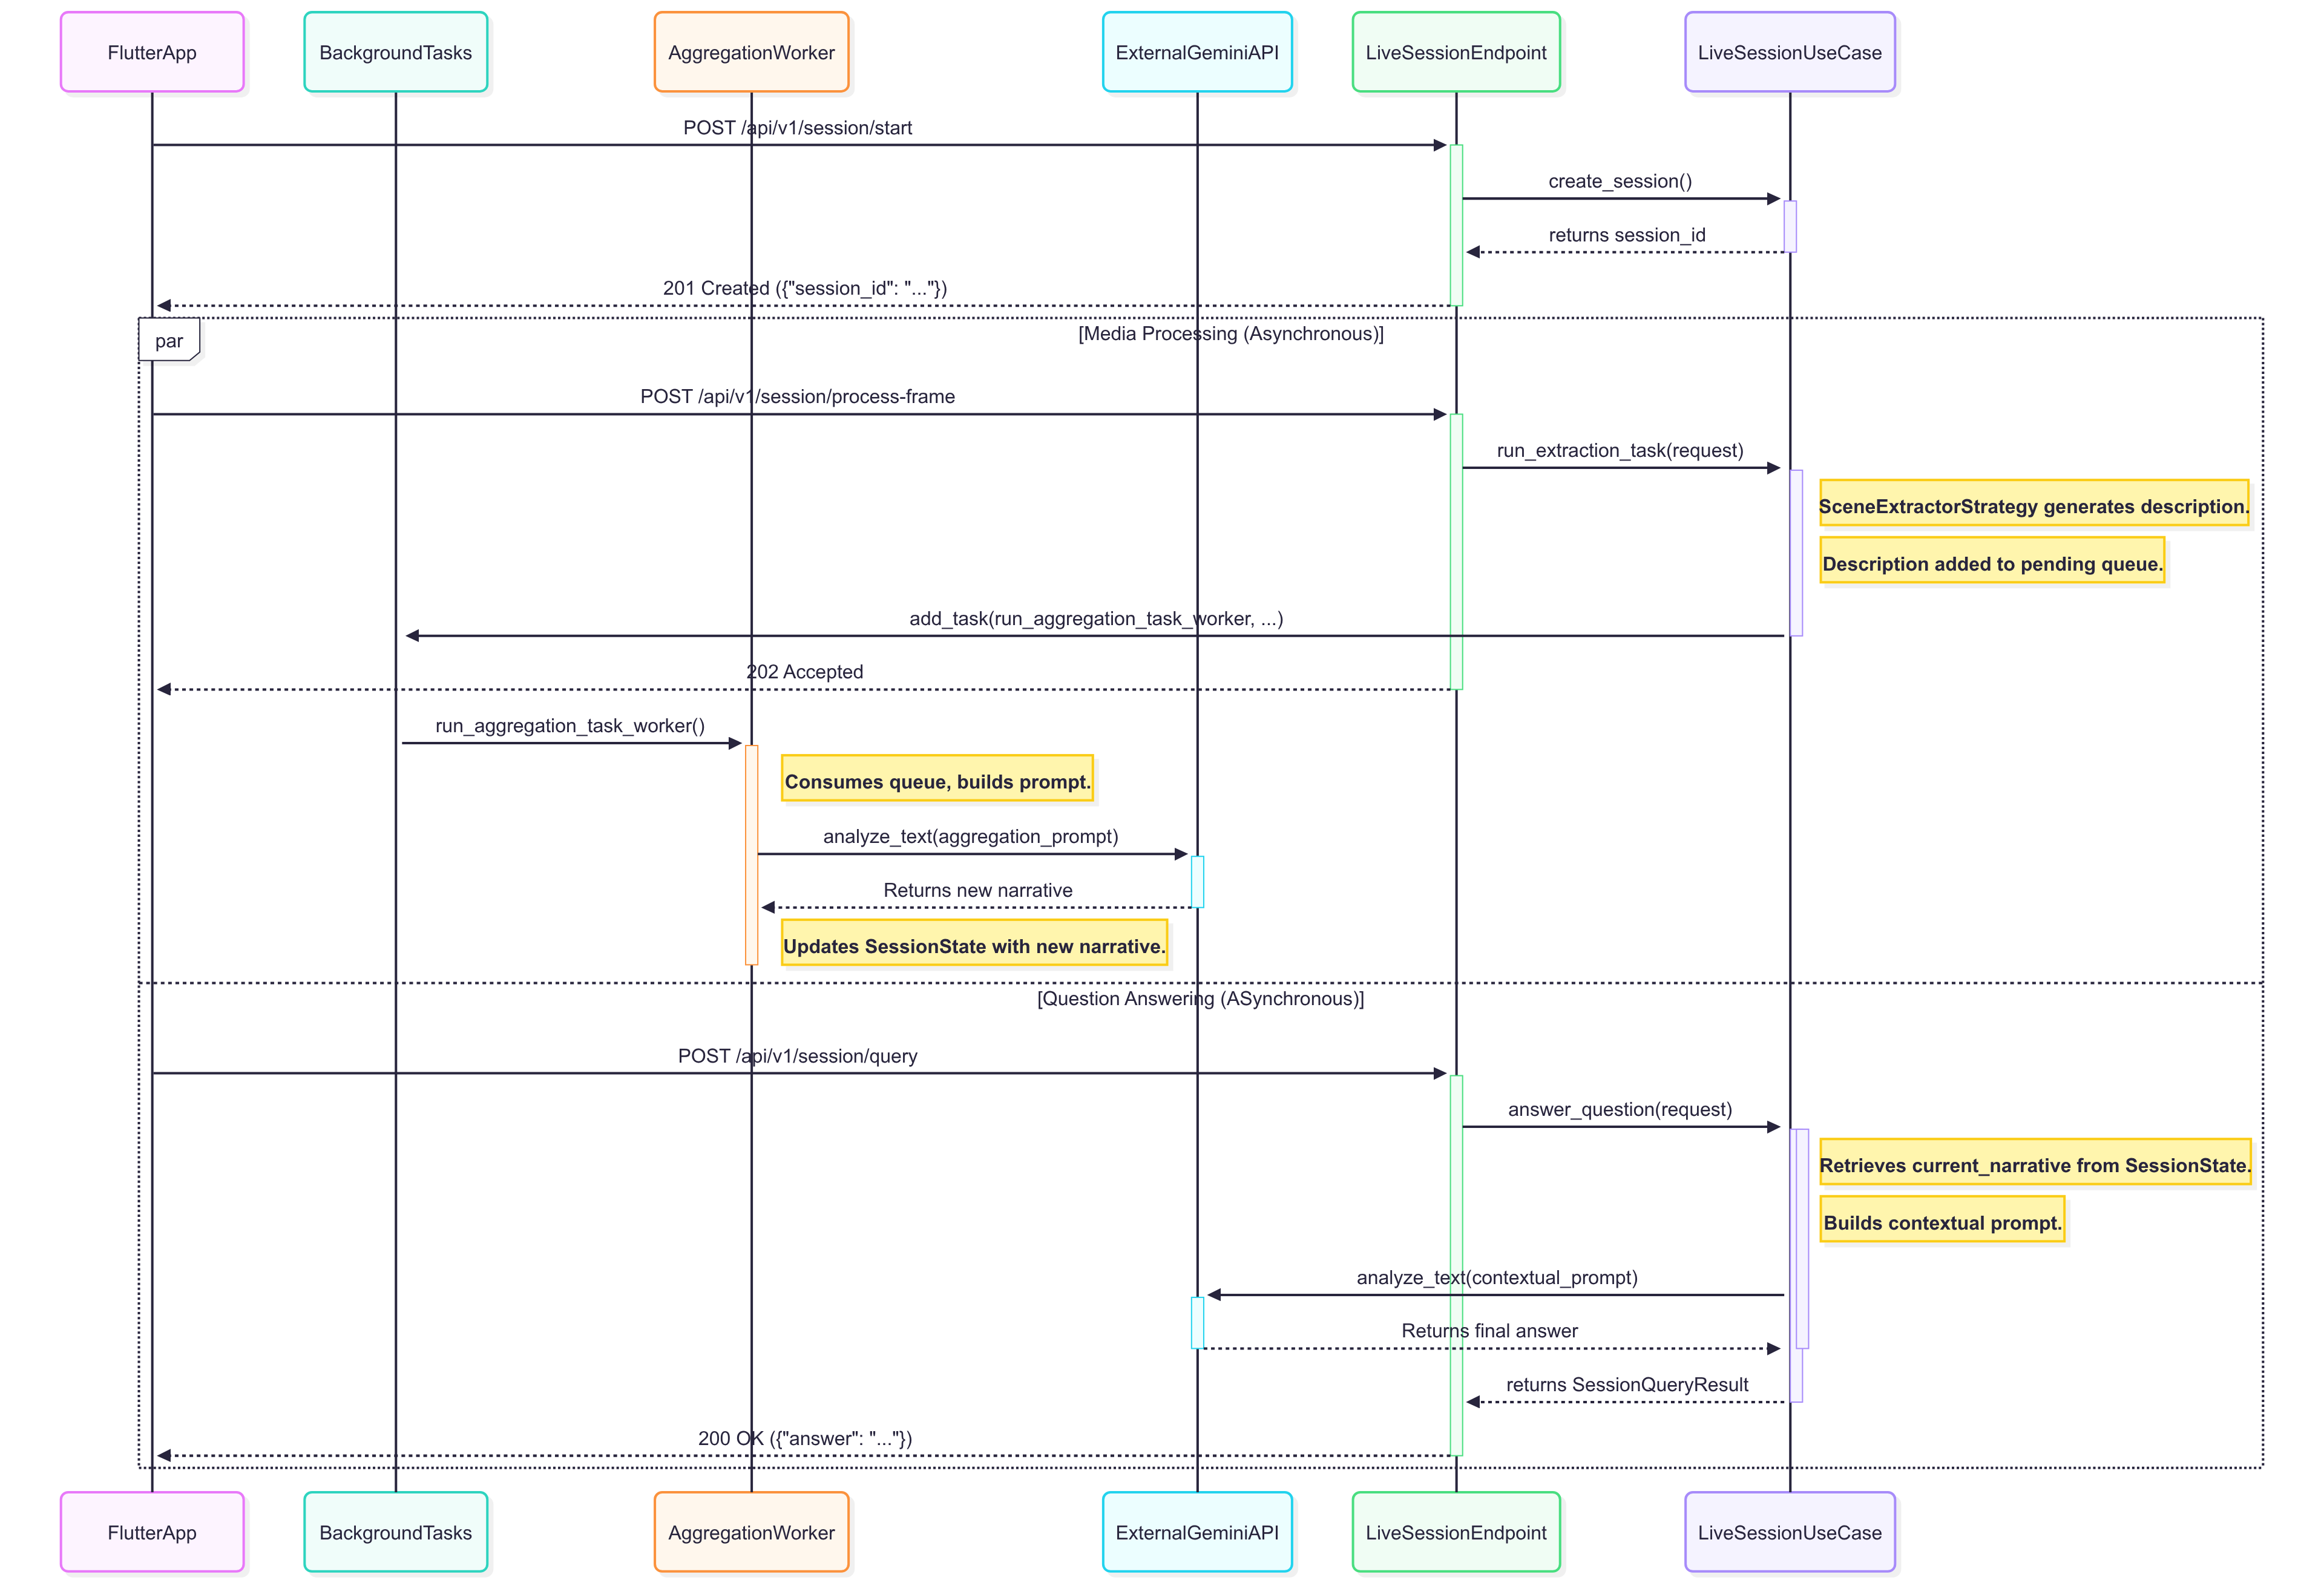 FlutterApp
BackgroundTasks
AggregationWorker
ExternalGeminiAPI
LiveSessionEndpoint
LiveSessionUseCase
POST /api/v1/session/start
create_session()
returns session_id
201 Created ({"session_id": "..."})
par
[Media Processing (Asynchronous)]
POST /api/v1/session/process-frame
run_extraction_task(request)
SceneExtractorStrategy generates description.
Description added to pending queue.
add_task(run_aggregation_task_worker, ...)
202 Accepted
run_aggregation_task_worker()
Consumes queue, builds prompt.
analyze_text(aggregation_prompt)
Returns new narrative
Updates SessionState with new narrative.
[Question Answering (ASynchronous)]
POST /api/v1/session/query
answer_question(request)
Retrieves current_narrative from SessionState.
Builds contextual prompt.
analyze_text(contextual_prompt)
Returns final answer
returns SessionQueryResult
200 OK ({"answer": "..."})
FlutterApp
BackgroundTasks
AggregationWorker
ExternalGeminiAPI
LiveSessionEndpoint
LiveSessionUseCase